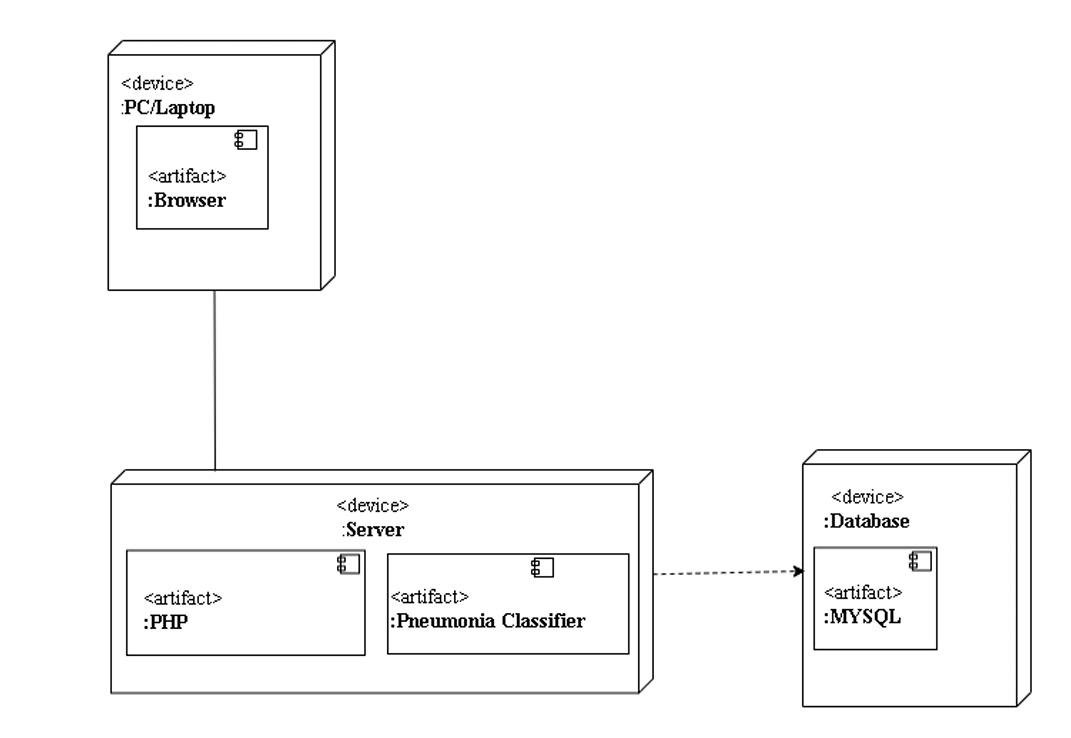 <device>
:PC/Laptop
<artifact>
:Browser
<device>
:Server
<artifact>
:PHP
<artifact>
:Pneumonia Classifier
<device>
:Database
<artifact>
:MYSQL